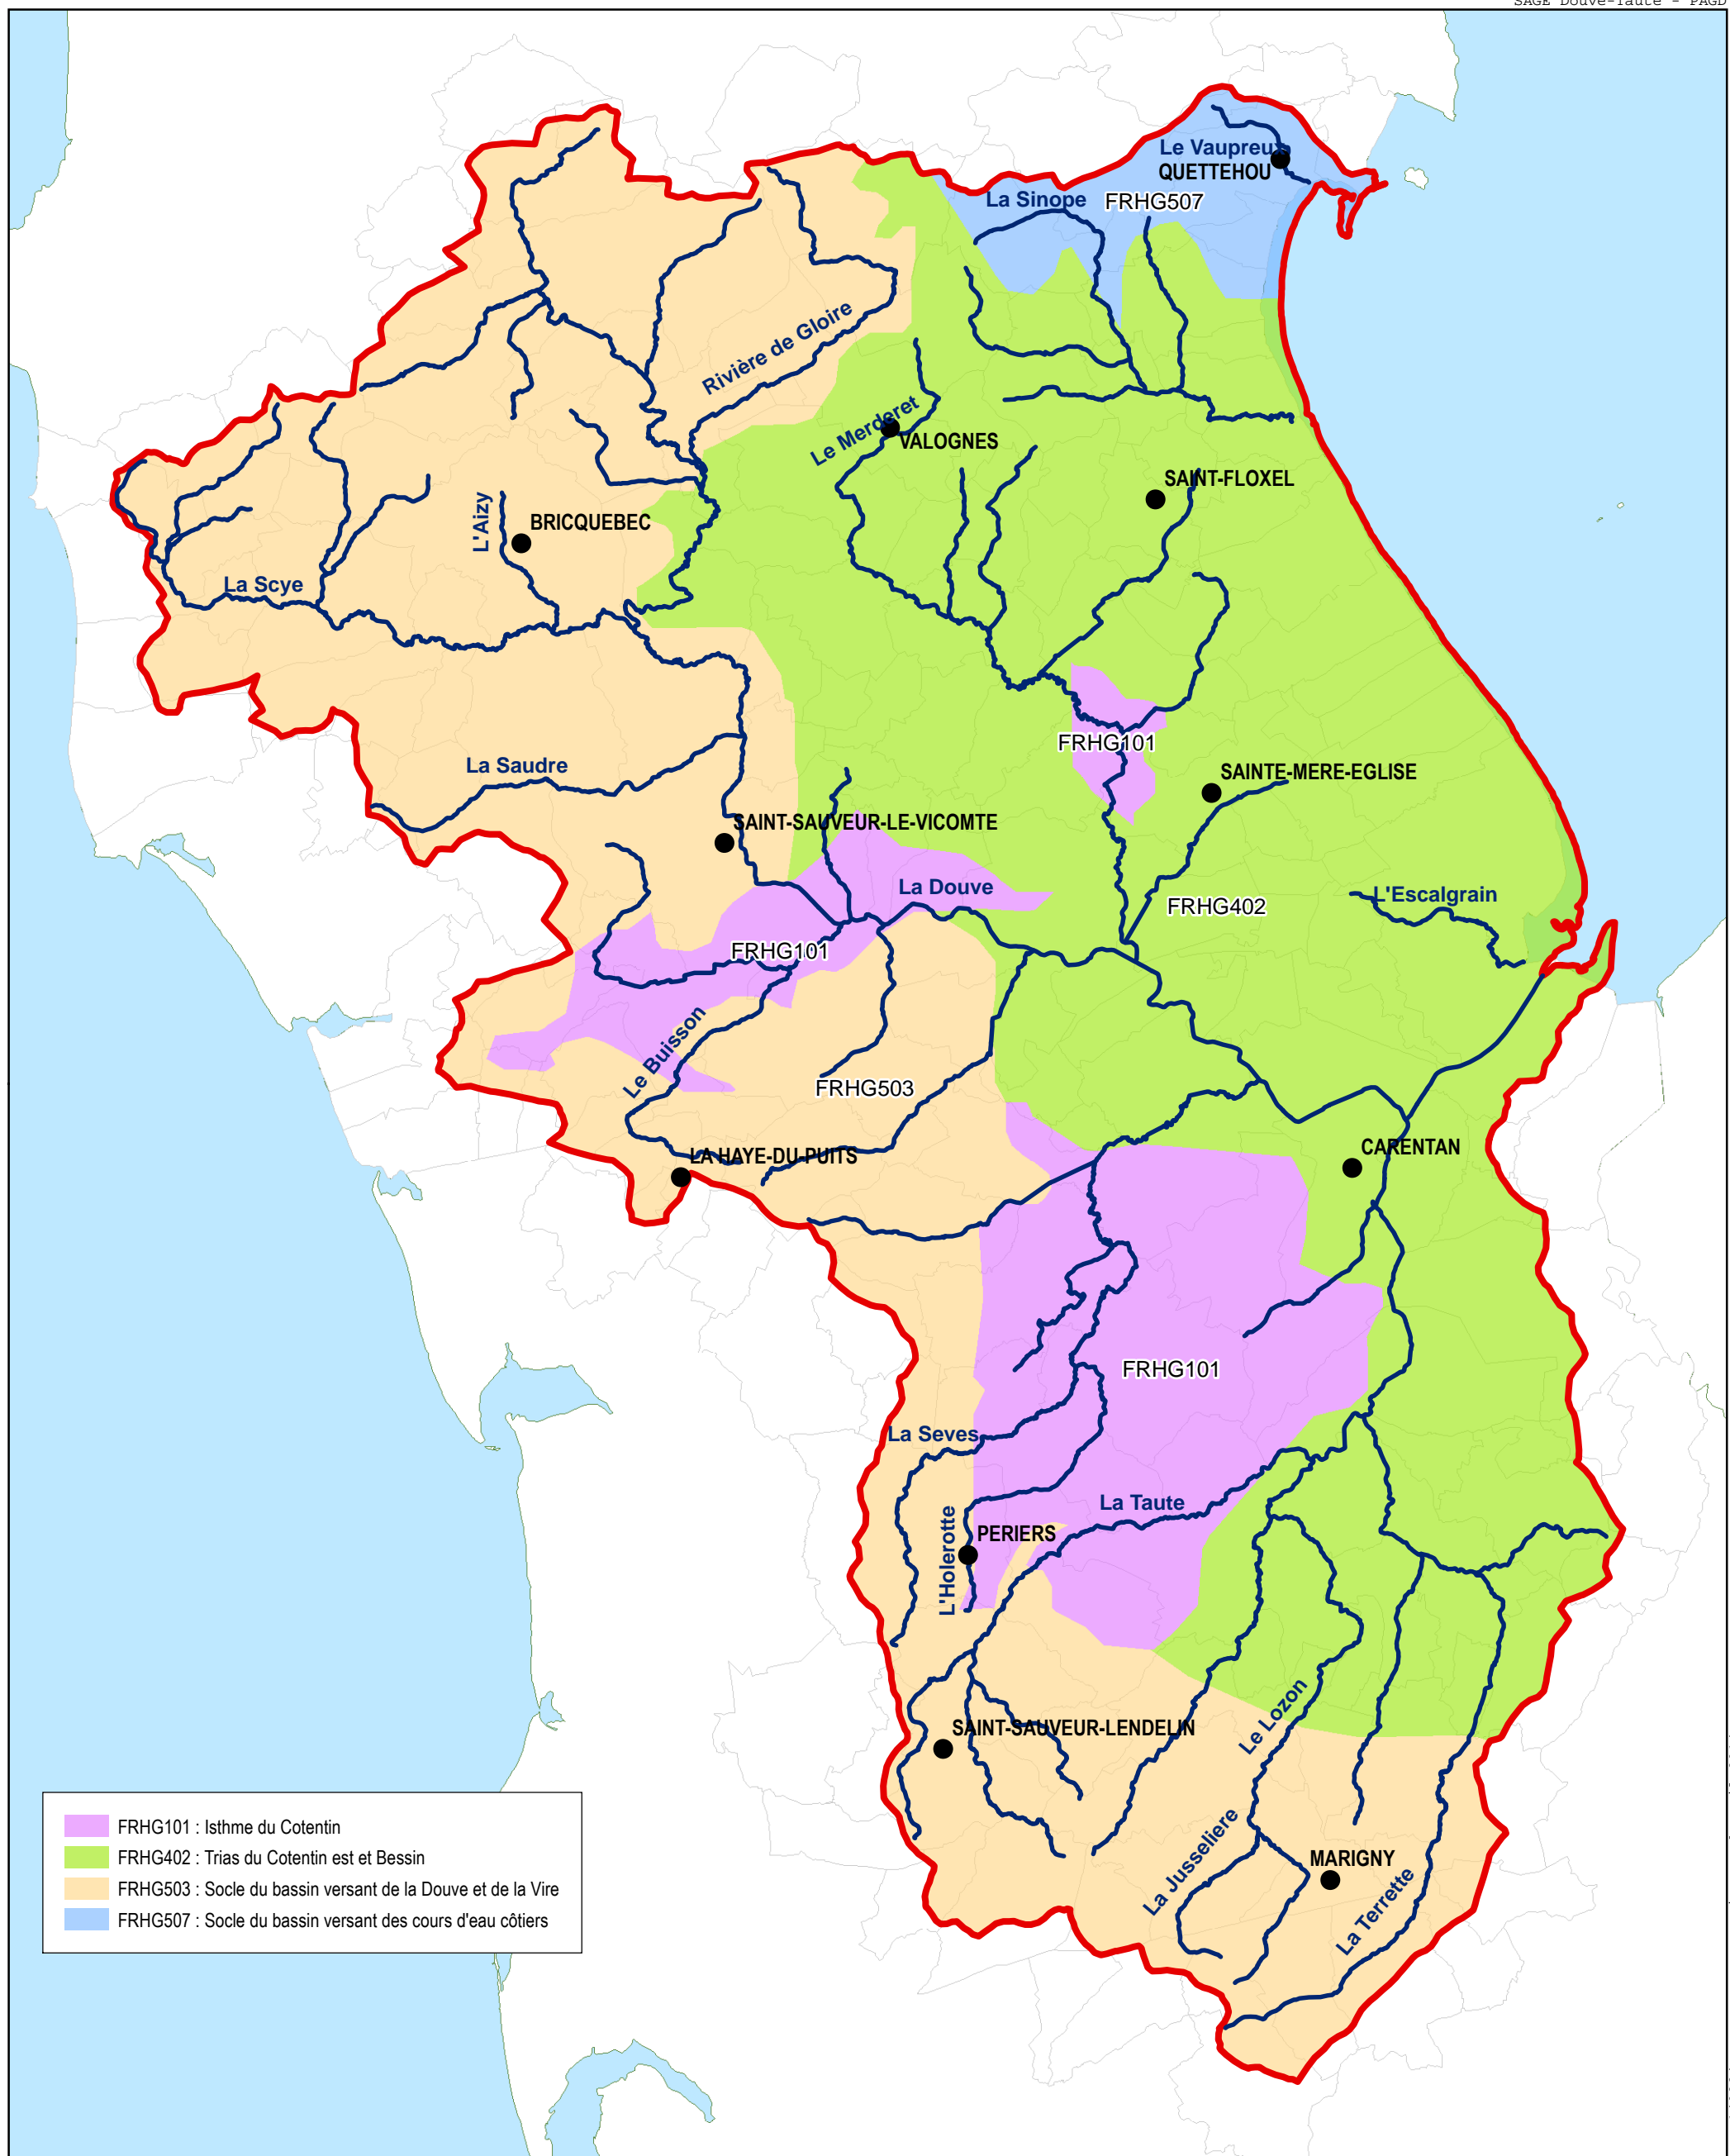 SAGE Douve-Taute - PAGD
Le Vaupreux
QUETTEHOU
La Sinope
FRHG507
Rivière de Gloire
Le Merderet
VALOGNES
SAINT-FLOXEL
L'Aizy
BRICQUEBEC
La Scye
FRHG101
La Saudre
SAINTE-MERE-EGLISE
SAINT-SAUVEUR-LE-VICOMTE
La Douve
L'Escalgrain
FRHG402
FRHG101
Le Buisson
FRHG503
LA HAYE-DU-PUITS
CARENTAN
FRHG101
La Seves
La Taute
L'Holerotte
PERIERS
Le Lozon
SAINT-SAUVEUR-LENDELIN
La Jusseliere
MARIGNY
La Terrette
FRHG101 : Isthme du Cotentin
FRHG402 : Trias du Cotentin est et Bessin
FRHG503 : Socle du bassin versant de la Douve et de la Vire
FRHG507 : Socle du bassin versant des cours d'eau côtiers